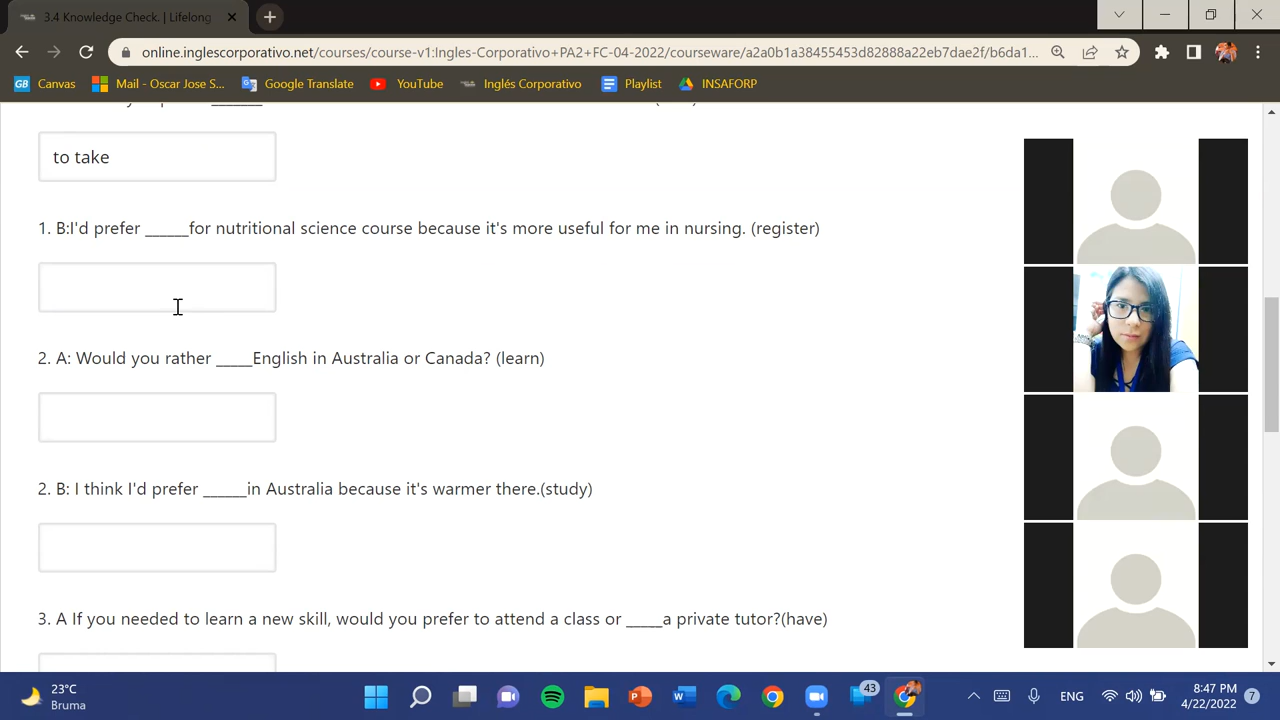 3.4 Knowledge Check. | Lifelong
online.inglescorporativo.net/courses/course-v1:Ingles-Corporativo+PA2+FC-04-2022/courseware/a2a0b1a38455453d82888a22eb7dae2f/b6da1...
Canvas
Mail - Oscar Jose S...
Google Translate
YouTube
Inglés Corporativo
Playlist
INSAFORP
to take
1. B:I'd prefer ______for nutritional science course because it's more useful for me in nursing. (register)
2. A: Would you rather _____English in Australia or Canada? (learn)
2. B: I think I'd prefer ______in Australia because it's warmer there.(study)
3. A If you needed to learn a new skill, would you prefer to attend a class or _____a private tutor?(have)
23°C
Bruma
43
ENG
8:47 PM
4/22/2022
7